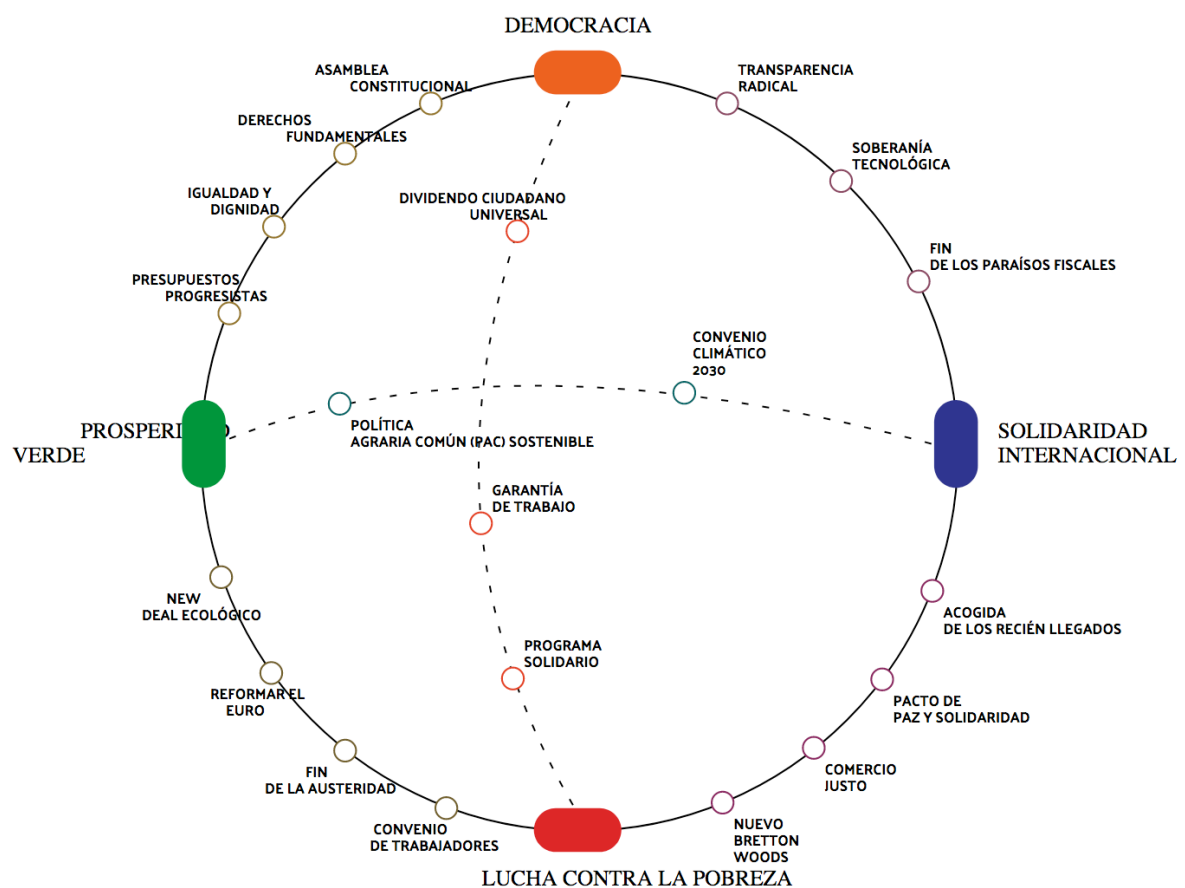 DEMOCRACIA
ASAMBLEA
CONSTITUCIONAL
TRANSPARENCIA
RADICAL
DERECHOS
FUNDAMENTALES
SOBERANÍA
TECNOLÓGICA
IGUALDAD Y
DIGNIDAD
DIVIDENDO CIUDADANO
UNIVERSAL
FIN
DE LOS PARAÍSOS FISCALES
PRESUPUESTOS
PROGRESISTAS
CONVENIO
CLIMÁTICO
2030
POLÍTICA
AGRARIA COMÚN (PAC) SOSTENIBLE
PROSPERIDAD
VERDE
SOLIDARIDAD
INTERNACIONAL
GARANTÍA
DE TRABAJO
NEW
DEAL ECOLÓGICO
ACOGIDA
DE LOS RECIÉN LLEGADOS
PROGRAMA
SOLIDARIO
REFORMAR EL
EURO
PACTO DE
PAZ Y SOLIDARIDAD
FIN
DE LA AUSTERIDAD
COMERCIO
JUSTO
CONVENIO
DE TRABAJADORES
NUEVO
BRETTON
WOODS
LUCHA CONTRA LA POBREZA